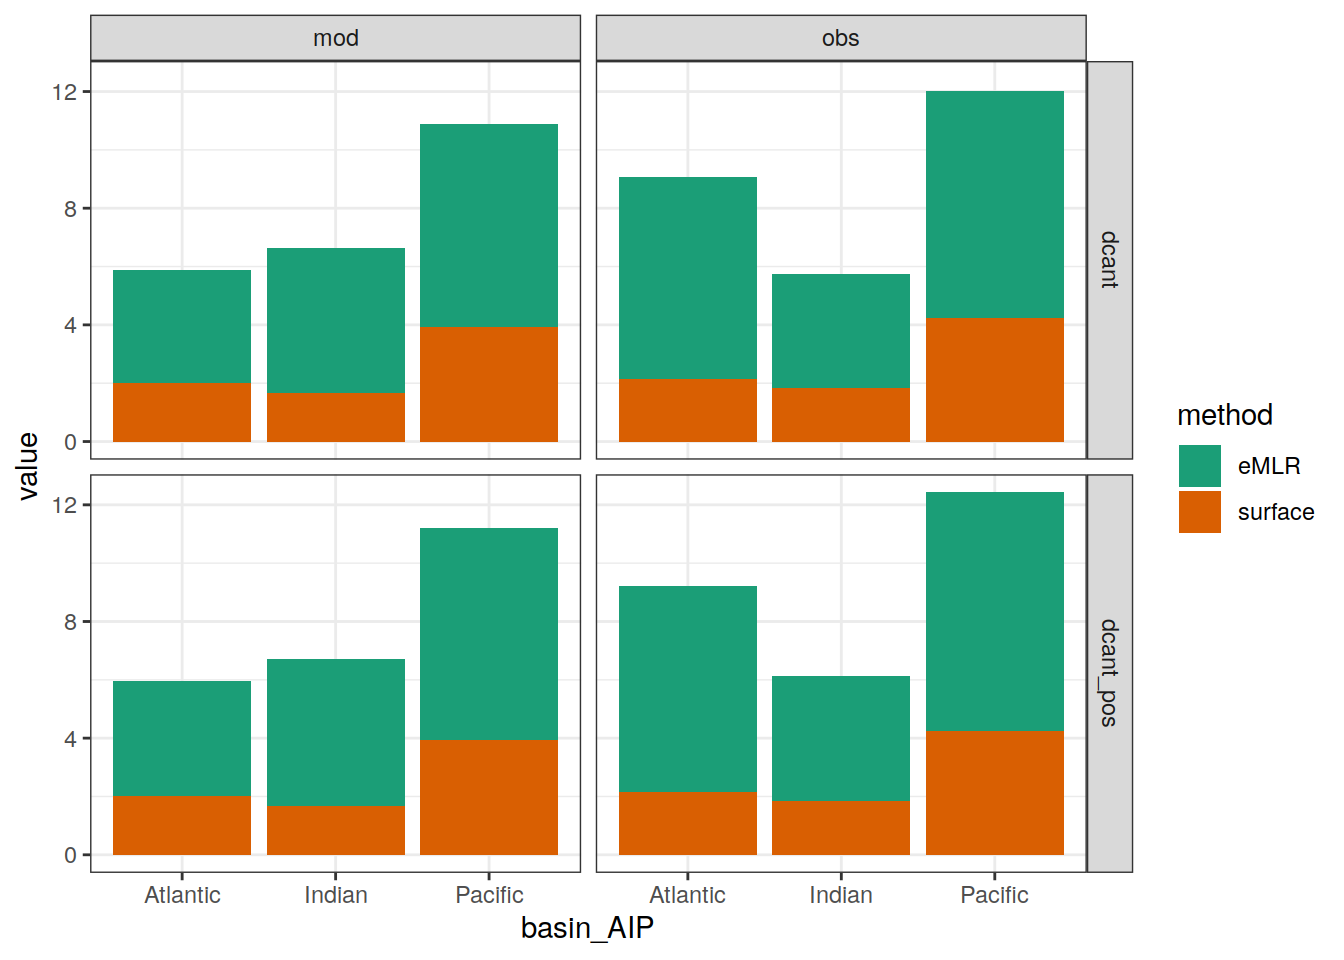 mod
obs
12
8
4
0
dcant
12
8
4
0
dcant_pos
Atlantic
Indian
Pacific
Atlantic
Indian
Pacific
basin_AIP
value
method
eMLR
surface